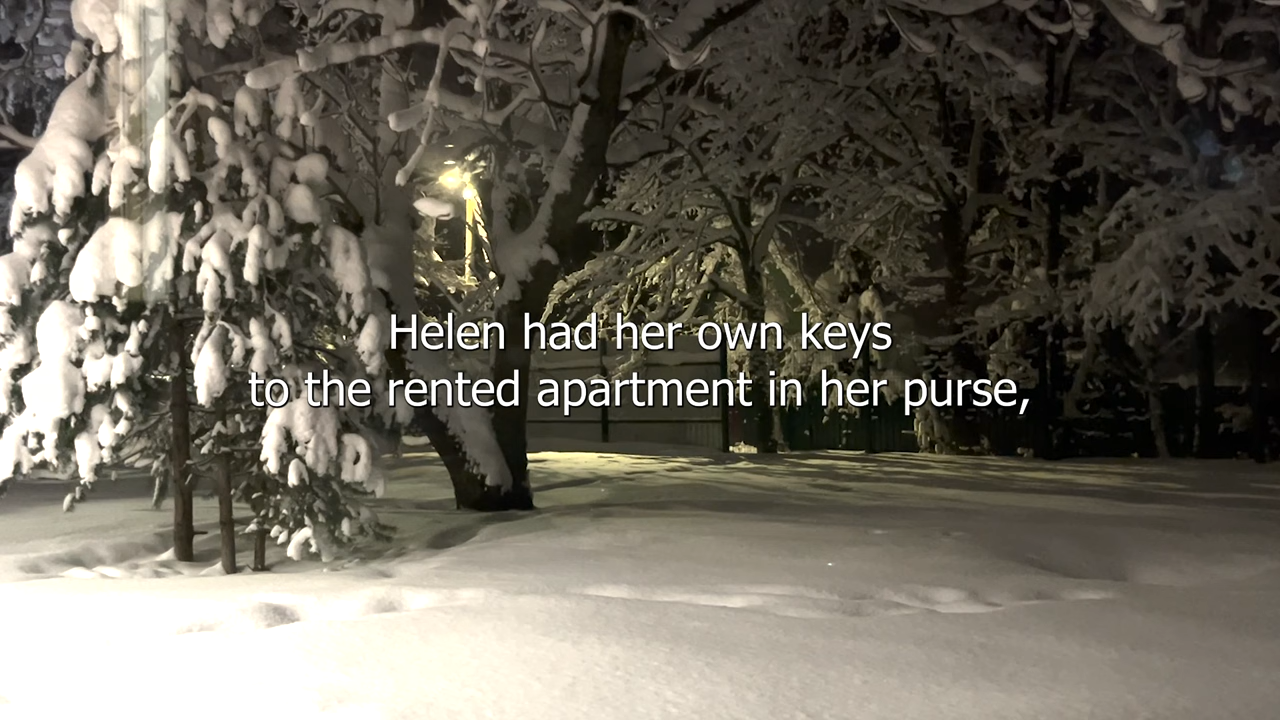 Helen had her own keys
to the rented apartment in her purse,